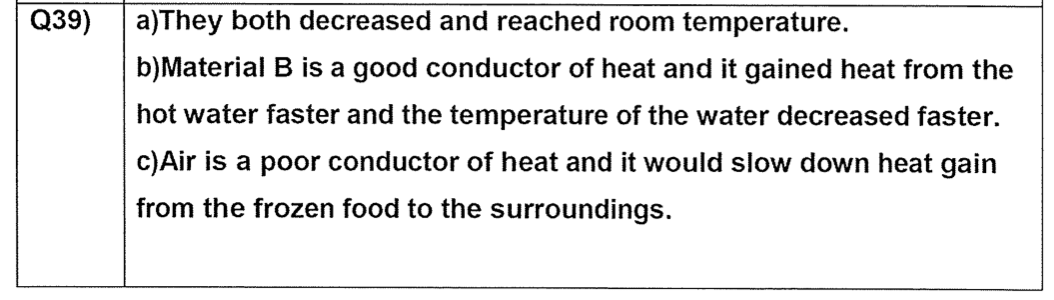 Q39) a)They both decreased and reached room temperature.
b)Material B is a good conductor of heat and it gained heat from the
hot water faster and the temperature of the water decreased faster.
c)Air is a poor conductor of heat and it would slow down heat gain
from the frozen food to the surroundings.